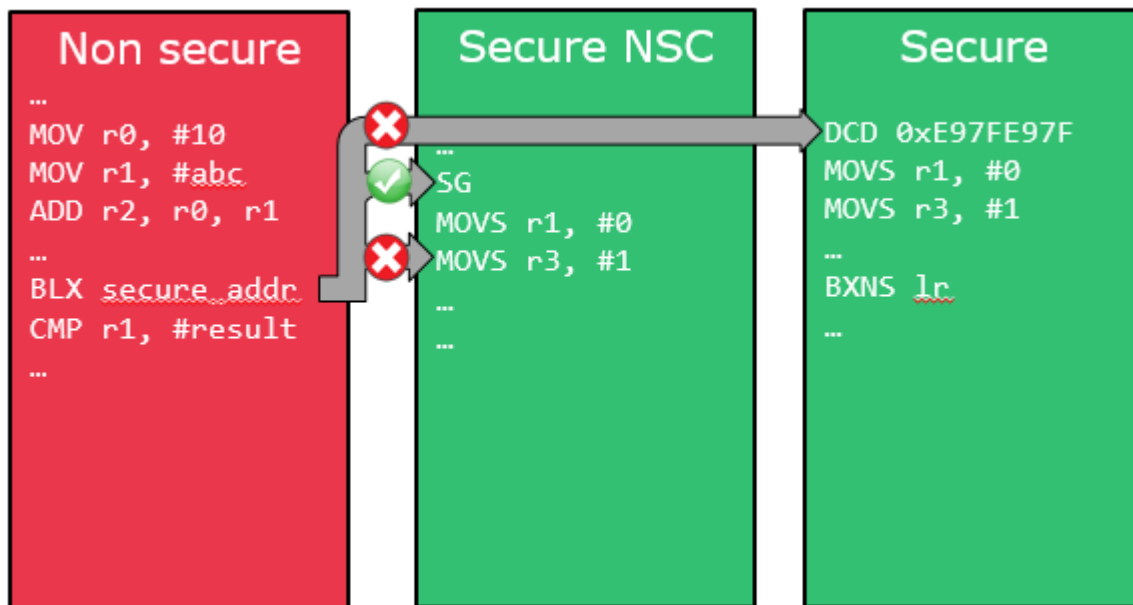 Non secure
…
MOV r0, #10
MOV r1, #abc
ADD r2, r0, r1
…
BLX secure_addr
CMP r1, #result
…
Secure NSC
…
SG
MOVS r1, #0
MOVS r3, #1
…
…
Secure
DCD 0xE97FE97F
MOVS r1, #0
MOVS r3, #1
…
BXNS lr
…